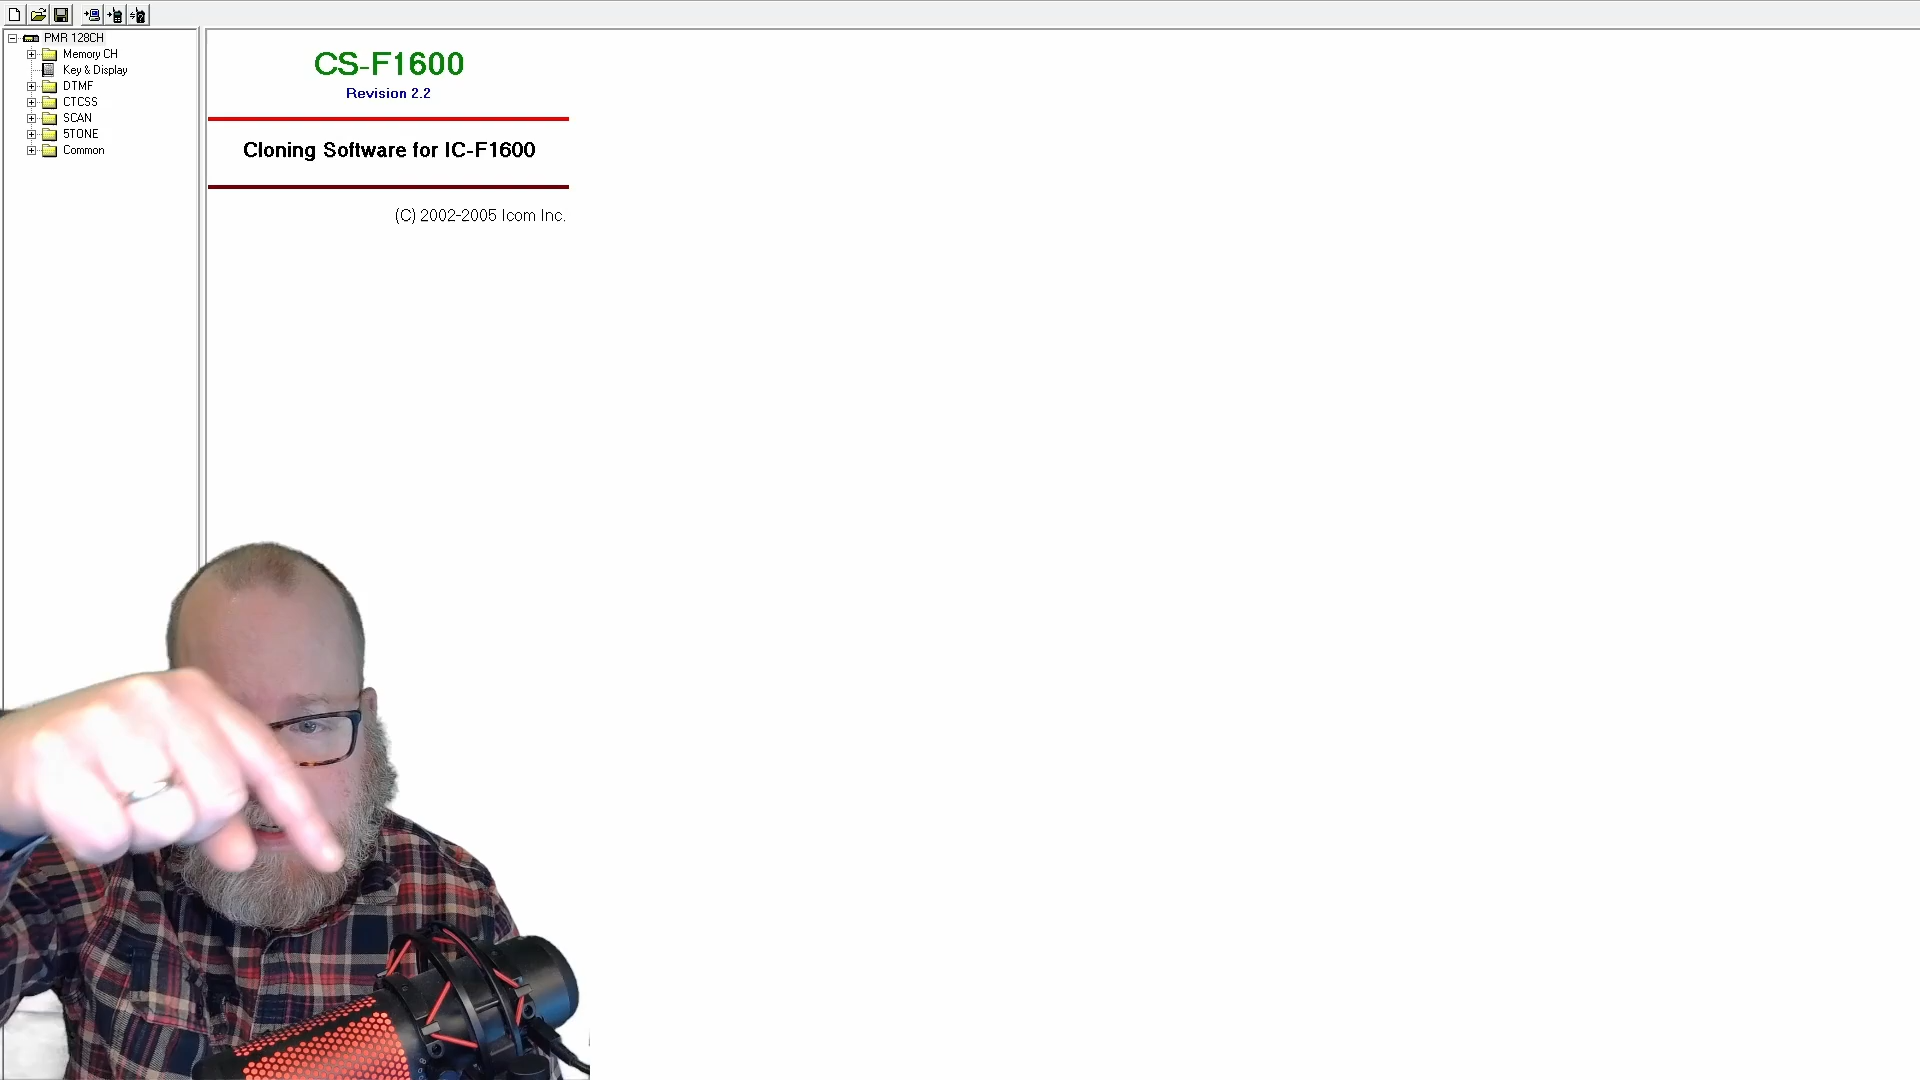 PMR 128CH
Memory CH
Key & Display
DTMF
CTCSS
SCAN
5TONE
Common
CS-F1600
Revision 2.2
Cloning Software for IC-F1600
(C) 2002-2005 Icom Inc.